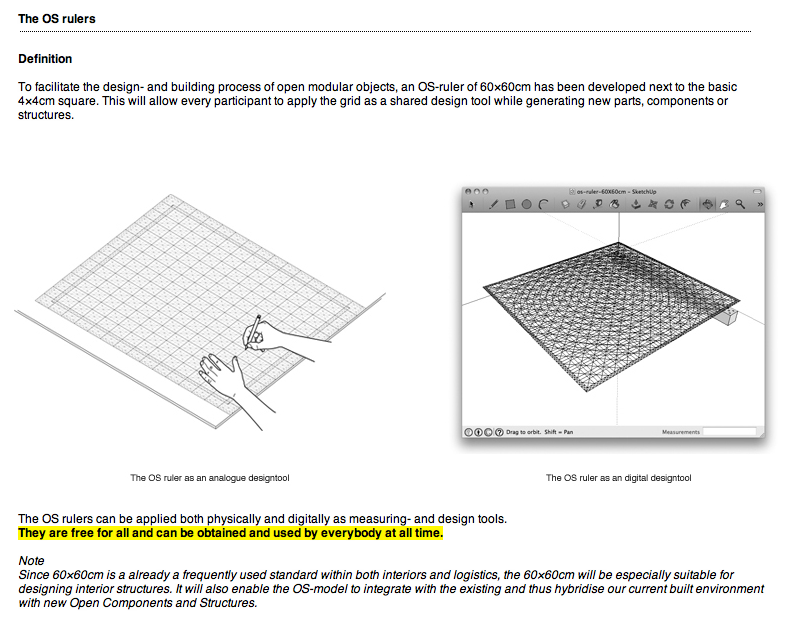 The OS rulers
Definition
To facilitate the design- and building process of open modular objects, an OS-ruler of 60×60cm has been developed next to the basic
4×4cm square. This will allow every participant to apply the grid as a shared design tool while generating new parts, components or
structures.
os-ruler-60X60cm – SketchUp
Drag to orbit. Shift = Pan
Measurements
The OS ruler as an analogue designtool
The OS ruler as an digital designtool
The OS rulers can be applied both physically and digitally as measuring- and design tools.
They are free for all and can be obtained and used by everybody at all time.
Note
Since 60×60cm is a already a frequently used standard within both interiors and logistics, the 60×60cm will be especially suitable for
designing interior structures. It will also enable the OS-model to integrate with the existing and thus hybridise our current built environment
with new Open Components and Structures.